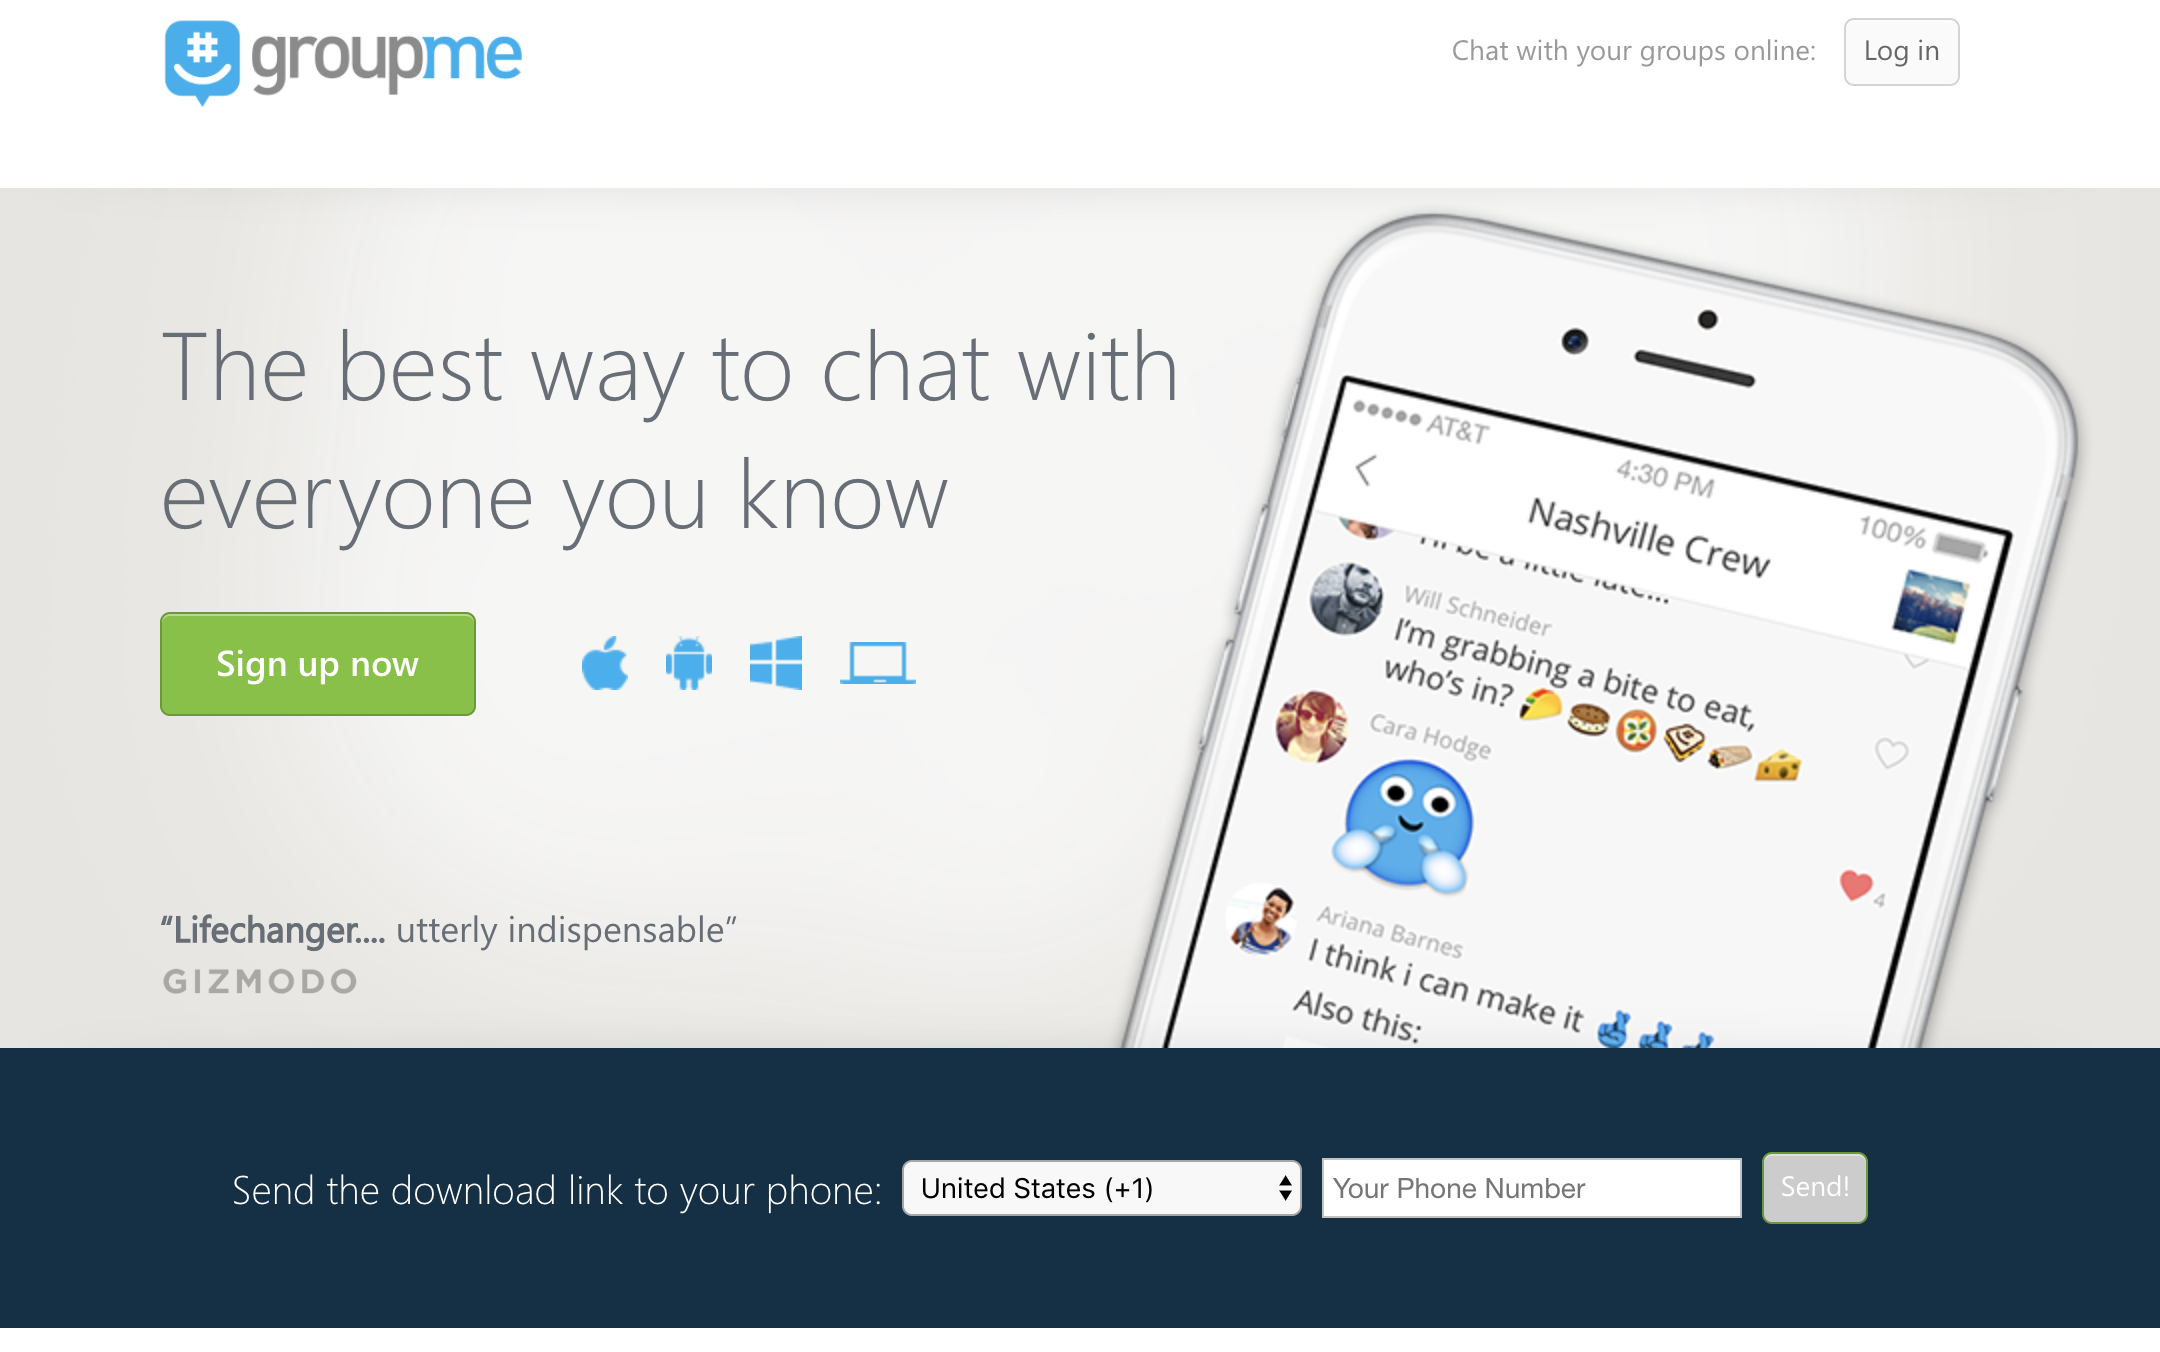 groupme
Chat with your groups online:
Log in
The best way to chat with
everyone you know
Sign up now
“Lifechanger.... utterly indispensable”
GIZMODO
AT&T
4:30 PM
100%
Nashville Crew
I'll be a little late...
Will Schneider
I’m grabbing a bite to eat,
who’s in? 🌮
Cara Hodge
4
Ariana Barnes
I think i can make it
Also this:
Send the download link to your phone:
United States (+1)
Your Phone Number
Send!